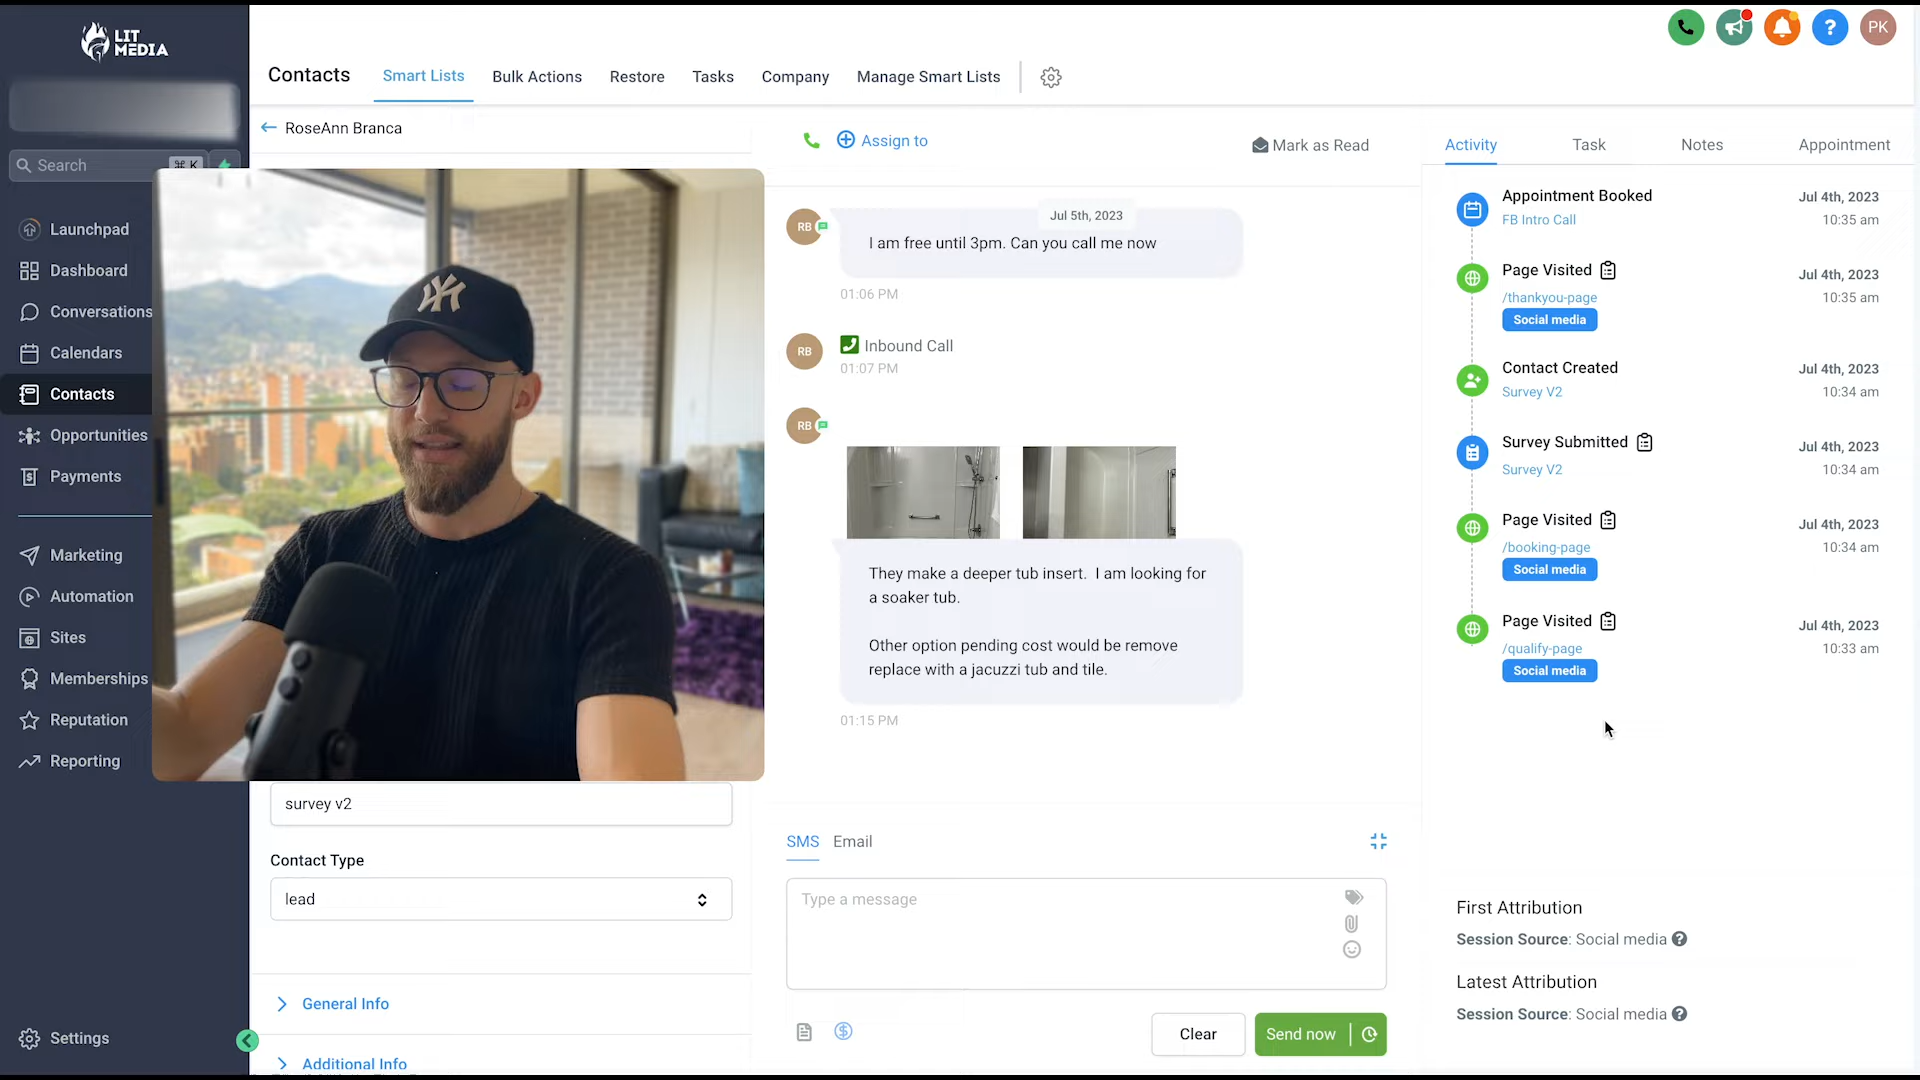 LIT
MEDIA
Search
⌘ K
Launchpad
Dashboard
Conversations
Calendars
Contacts
Opportunities
Payments
Marketing
Automation
Sites
Memberships
Reputation
Reporting
Settings
Contacts
Smart Lists
Bulk Actions
Restore
Tasks
Company
Manage Smart Lists
?
PK
RoseAnn Branca
survey v2
Contact Type
lead
General Info
Additional Info
Assign to
Mark as Read
Jul 5th, 2023
RB
I am free until 3pm. Can you call me now
01:06 PM
RB
Inbound Call
01:07 PM
RB
They make a deeper tub insert. I am looking for
a soaker tub.
Other option pending cost would be remove
replace with a jacuzzi tub and tile.
01:15 PM
SMS
Email
Type a message
Clear
Send now
Activity
Task
Notes
Appointment
Appointment Booked
Jul 4th, 2023
FB Intro Call
10:35 am
Page Visited
Jul 4th, 2023
/thankyou-page
10:35 am
Social media
Contact Created
Jul 4th, 2023
Survey V2
10:34 am
Survey Submitted
Jul 4th, 2023
Survey V2
10:34 am
Page Visited
Jul 4th, 2023
/booking-page
10:34 am
Social media
Page Visited
Jul 4th, 2023
/qualify-page
10:33 am
Social media
First Attribution
Session Source: Social media
Latest Attribution
Session Source: Social media